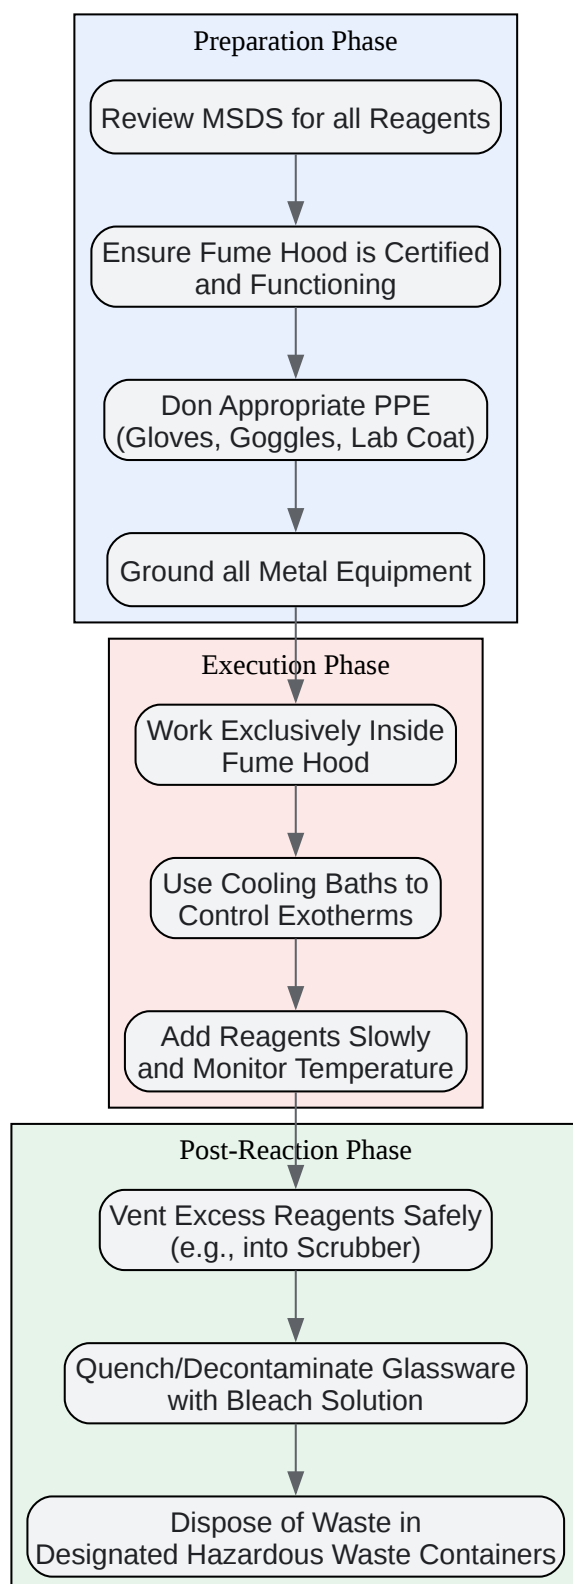 Preparation Phase
Review MSDS for all Reagents
Ensure Fume Hood is Certified
and Functioning
Don Appropriate PPE
(Gloves, Goggles, Lab Coat)
Ground all Metal Equipment
Execution Phase
Work Exclusively Inside
Fume Hood
Use Cooling Baths to
Control Exotherms
Add Reagents Slowly
and Monitor Temperature
Post-Reaction Phase
Vent Excess Reagents Safely
(e.g., into Scrubber)
Quench/Decontaminate Glassware
with Bleach Solution
Dispose of Waste in
Designated Hazardous Waste Containers